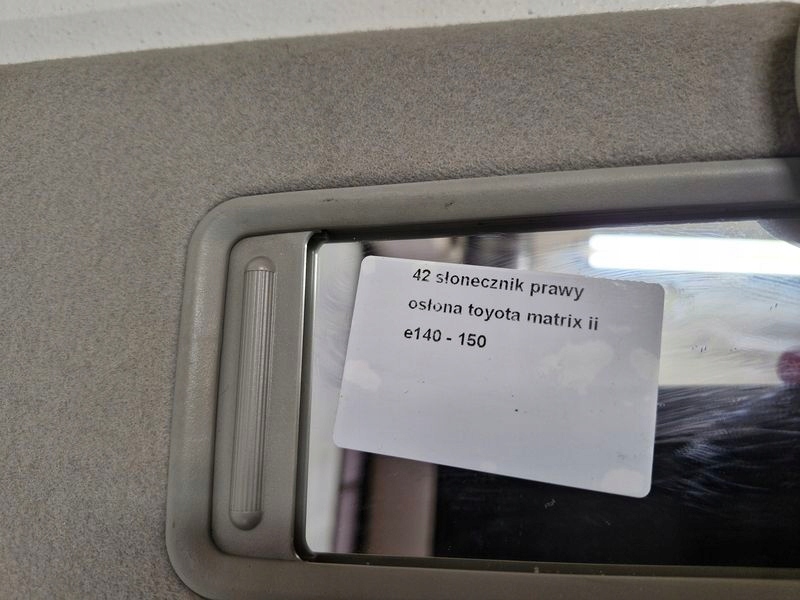 42 słonecznik prawy
osłona toyota matrix ii
e140 - 150